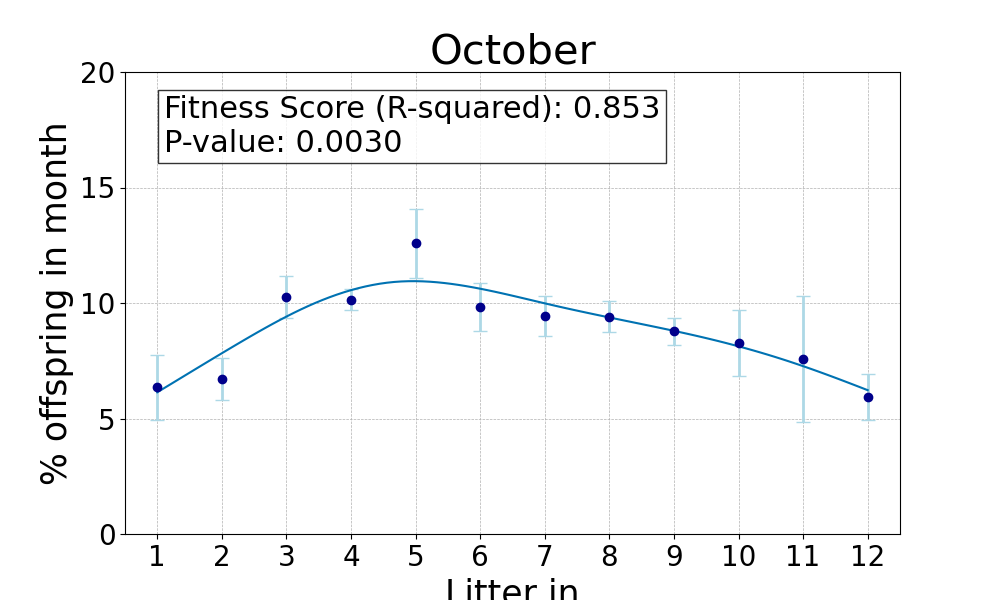 October
Fitness Score (R-squared): 0.853
P-value: 0.0030
% offspring in month
20
15
10
5
0
1 2 3 4 5 6 7 8 9 10 11 12
Litter in